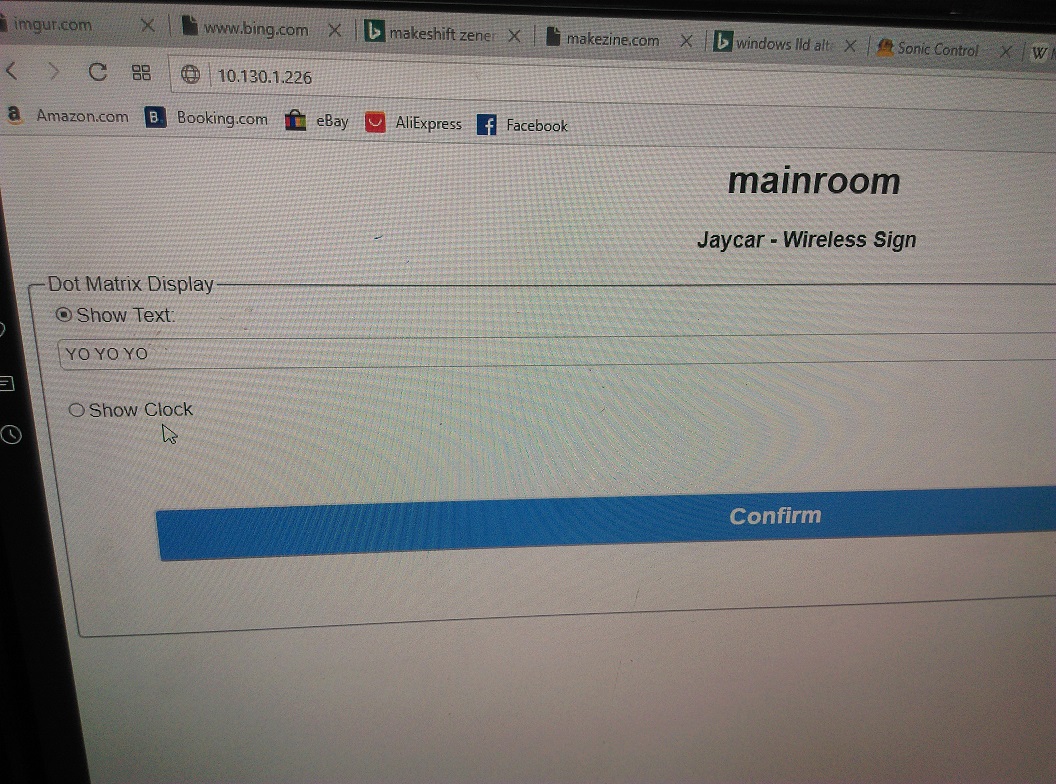 imgur.com www.bing.com makeshift zener makezine.com windows lld alt Sonic Control
10.130.1.226
Amazon.com Booking.com eBay AliExpress Facebook
mainroom
Jaycar - Wireless Sign
Dot Matrix Display
Show Text:
YO YO YO
Show Clock
Confirm